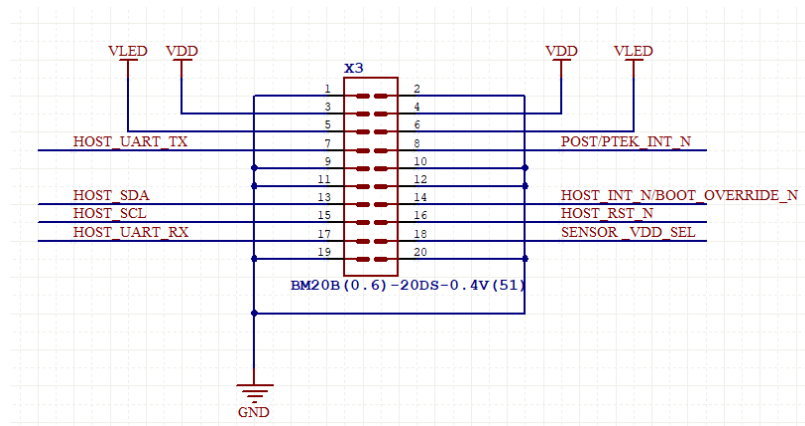 VLED VDD VDD VLED
X3
1 2
3 4
5 6
HOST_UART_TX 7 8 POST/PTEK_INT_N
9 10
11 12
HOST_SDA 13 14 HOST_INT_N/BOOT_OVERRIDE_N
HOST_SCL 15 16 HOST_RST_N
HOST_UART_RX 17 18 SENSOR_VDD_SEL
19 20
BM20B(0.6)-20DS-0.4V(51)
GND